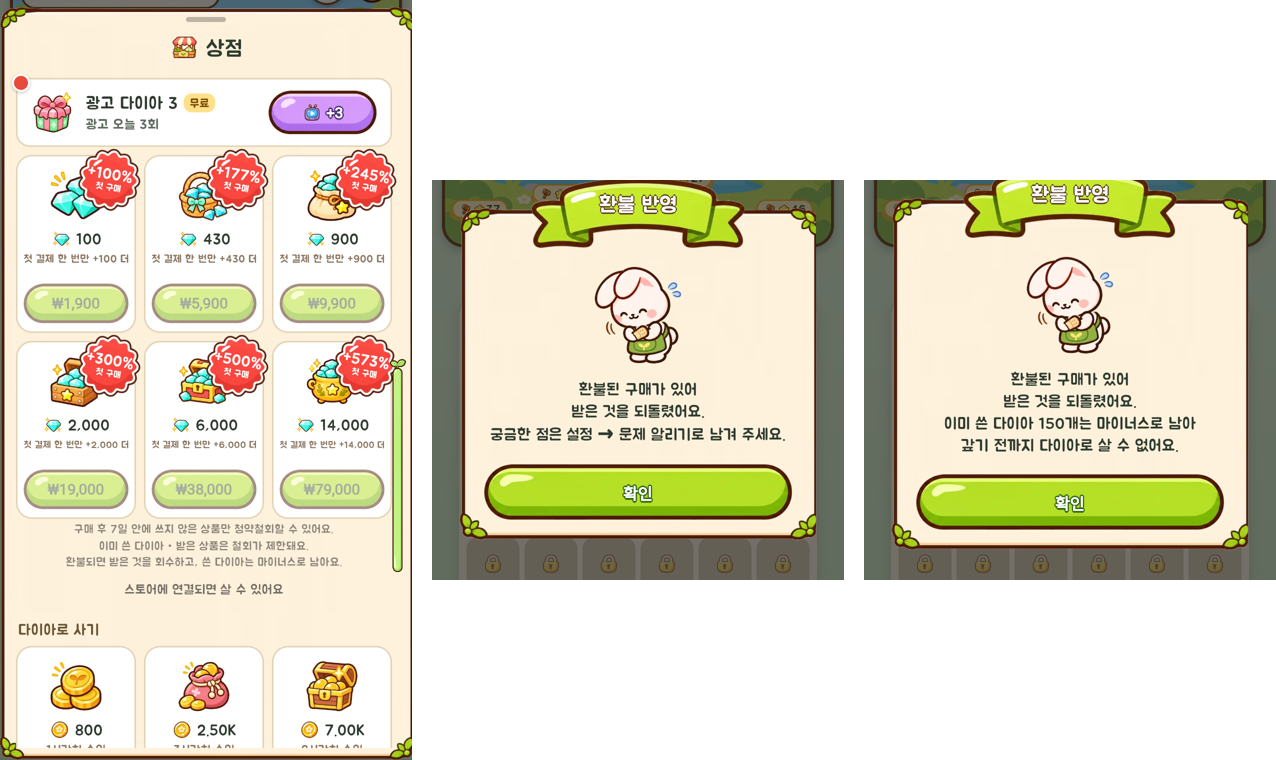 상점
광고 다이아 3 무료
광고 오늘 3회
+3
+100%
첫 구매
100
첫 결제 한 번만 +100 더
₩1,900
+177%
첫 구매
430
첫 결제 한 번만 +430 더
₩5,900
+245%
첫 구매
900
첫 결제 한 번만 +900 더
₩9,900
+300%
첫 구매
2,000
첫 결제 한 번만 +2,000 더
₩19,000
+500%
첫 구매
6,000
첫 결제 한 번만 +6,000 더
₩38,000
+573%
첫 구매
14,000
첫 결제 한 번만 +14,000 더
₩79,000
구매 후 7일 안에 쓰지 않은 상품만 청약철회할 수 있어요.
이미 쓴 다이아·받은 상품은 철회가 제한돼요.
환불되면 받은 것을 회수하고, 쓴 다이아는 마이너스로 남아요.
스토어에 연결되면 살 수 있어요
다이아로 사기
800
2.50K
7.00K
환불 반영
환불된 구매가 있어
받은 것을 되돌렸어요.
궁금한 점은 설정 → 문제 알리기로 남겨 주세요.
확인
환불 반영
환불된 구매가 있어
받은 것을 되돌렸어요.
이미 쓴 다이아 150개는 마이너스로 남아
갚기 전까지 다이아로 살 수 없어요.
확인